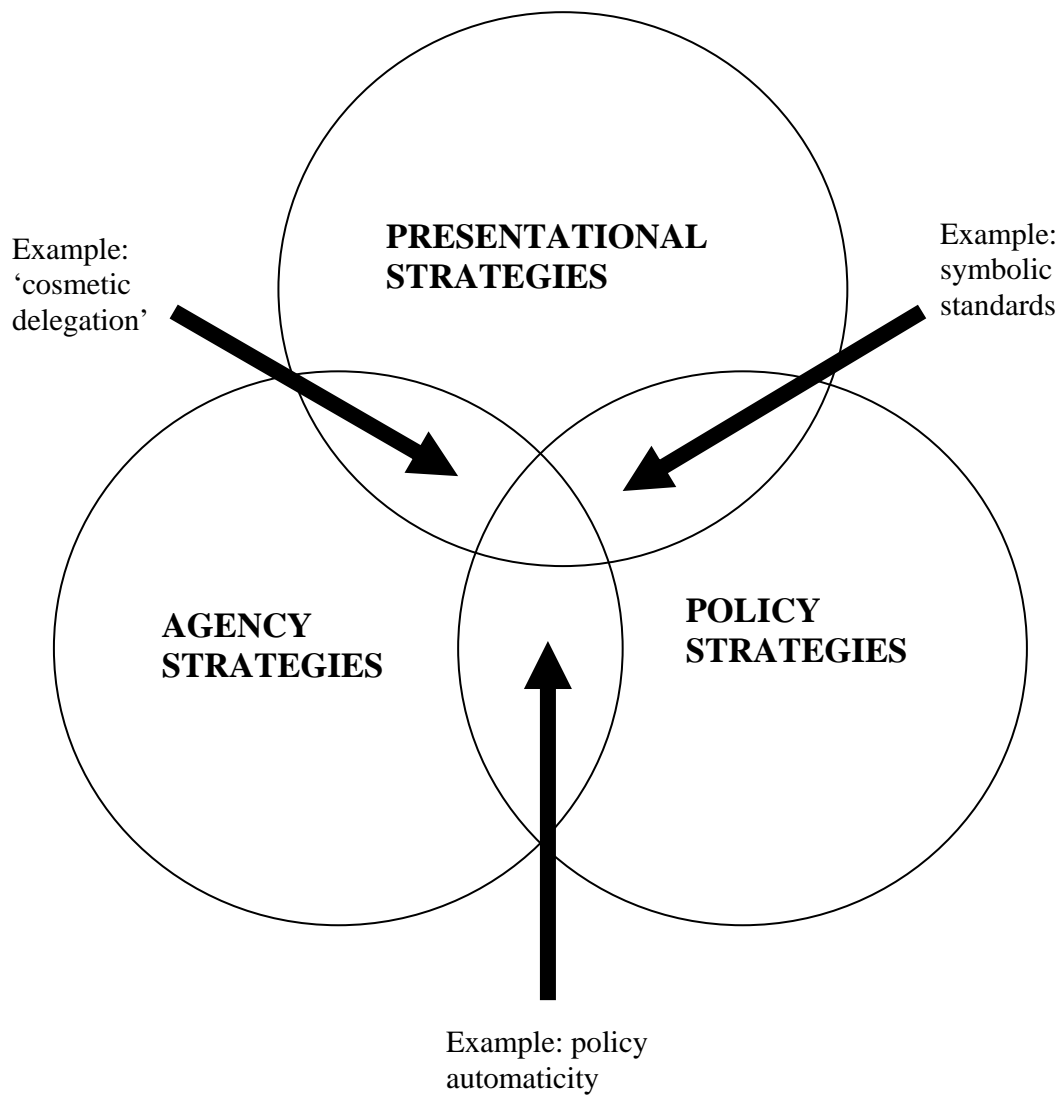 PRESENTATIONAL
STRATEGIES
Example:
‘cosmetic
delegation’
Example:
symbolic
standards
AGENCY
STRATEGIES
POLICY
STRATEGIES
Example: policy
automaticity